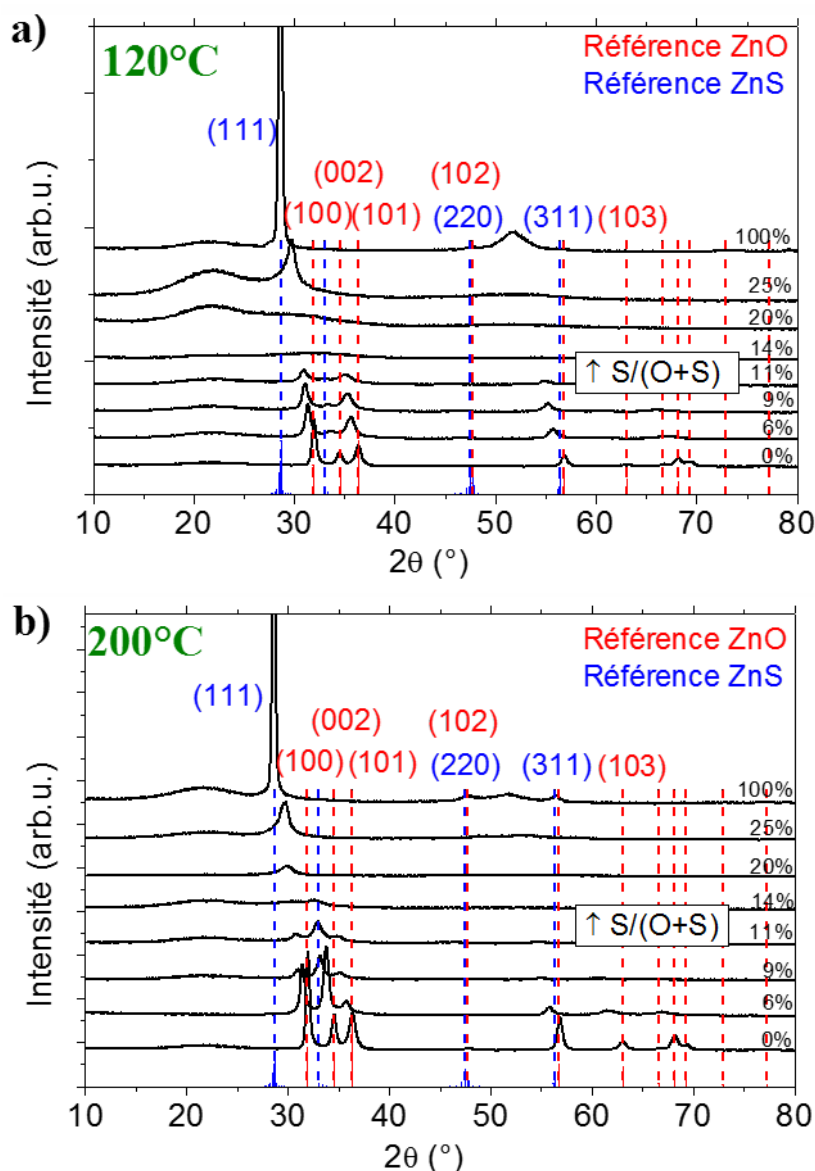 a)
120°C
Référence ZnO
Référence ZnS
(111)
(002)
(102)
(100)
(101)
(220)
(311)
(103)
100%
25%
20%
14%
11%
↑ S/(O+S)
9%
6%
0%
Intensité (arb.u.)
10 20 30 40 50 60 70 80
2θ (°)
b)
200°C
Référence ZnO
Référence ZnS
(111)
(002)
(102)
(100)
(101)
(220)
(311)
(103)
100%
25%
20%
14%
↑ S/(O+S)
11%
9%
6%
0%
Intensité (arb.u.)
10 20 30 40 50 60 70 80
2θ (°)